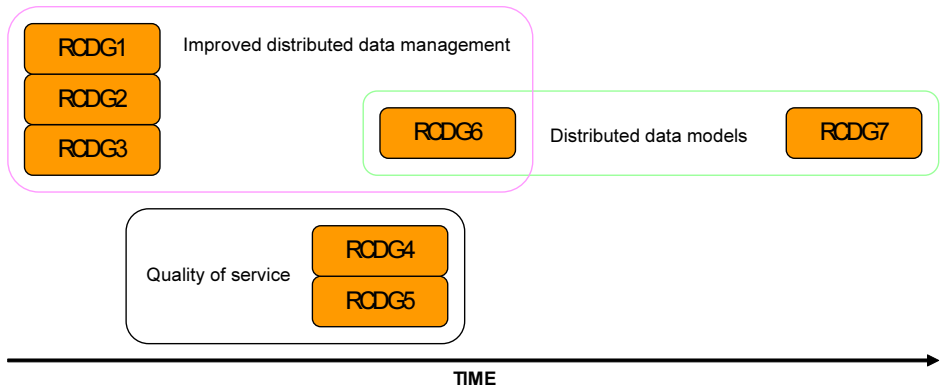 RCDG1
Improved distributed data management
RCDG2
RCDG3
RCDG6
Distributed data models
RCDG7
RCDG4
Quality of service
RCDG5
TIME